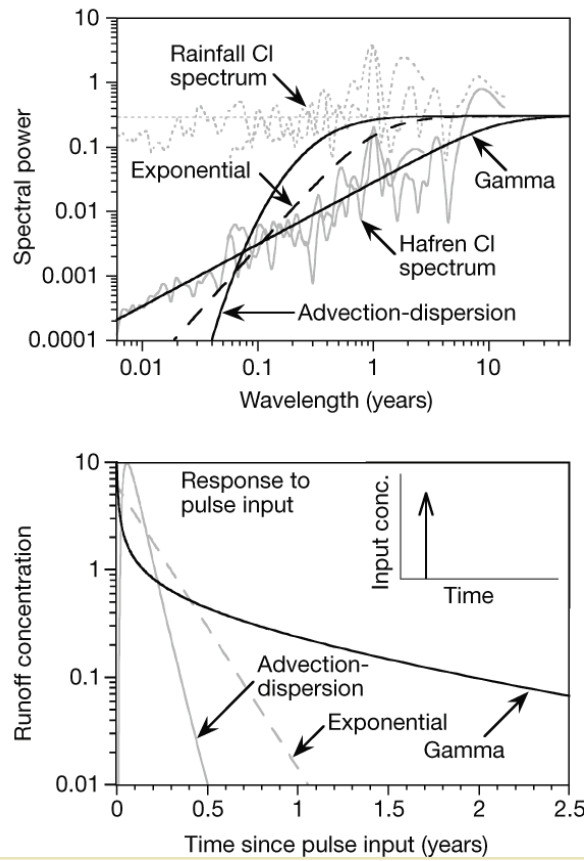 10
1
0.1
0.01
0.001
0.0001
Spectral power
Rainfall Cl
spectrum
Exponential
Gamma
Hafren Cl
spectrum
Advection-dispersion
0.01
0.1
1
10
Wavelength (years)
10
1
0.1
0.01
Runoff concentration
Response to
pulse input
Input conc.
Time
Advection-
dispersion
Exponential
Gamma
0
0.5
1
1.5
2
2.5
Time since pulse input (years)